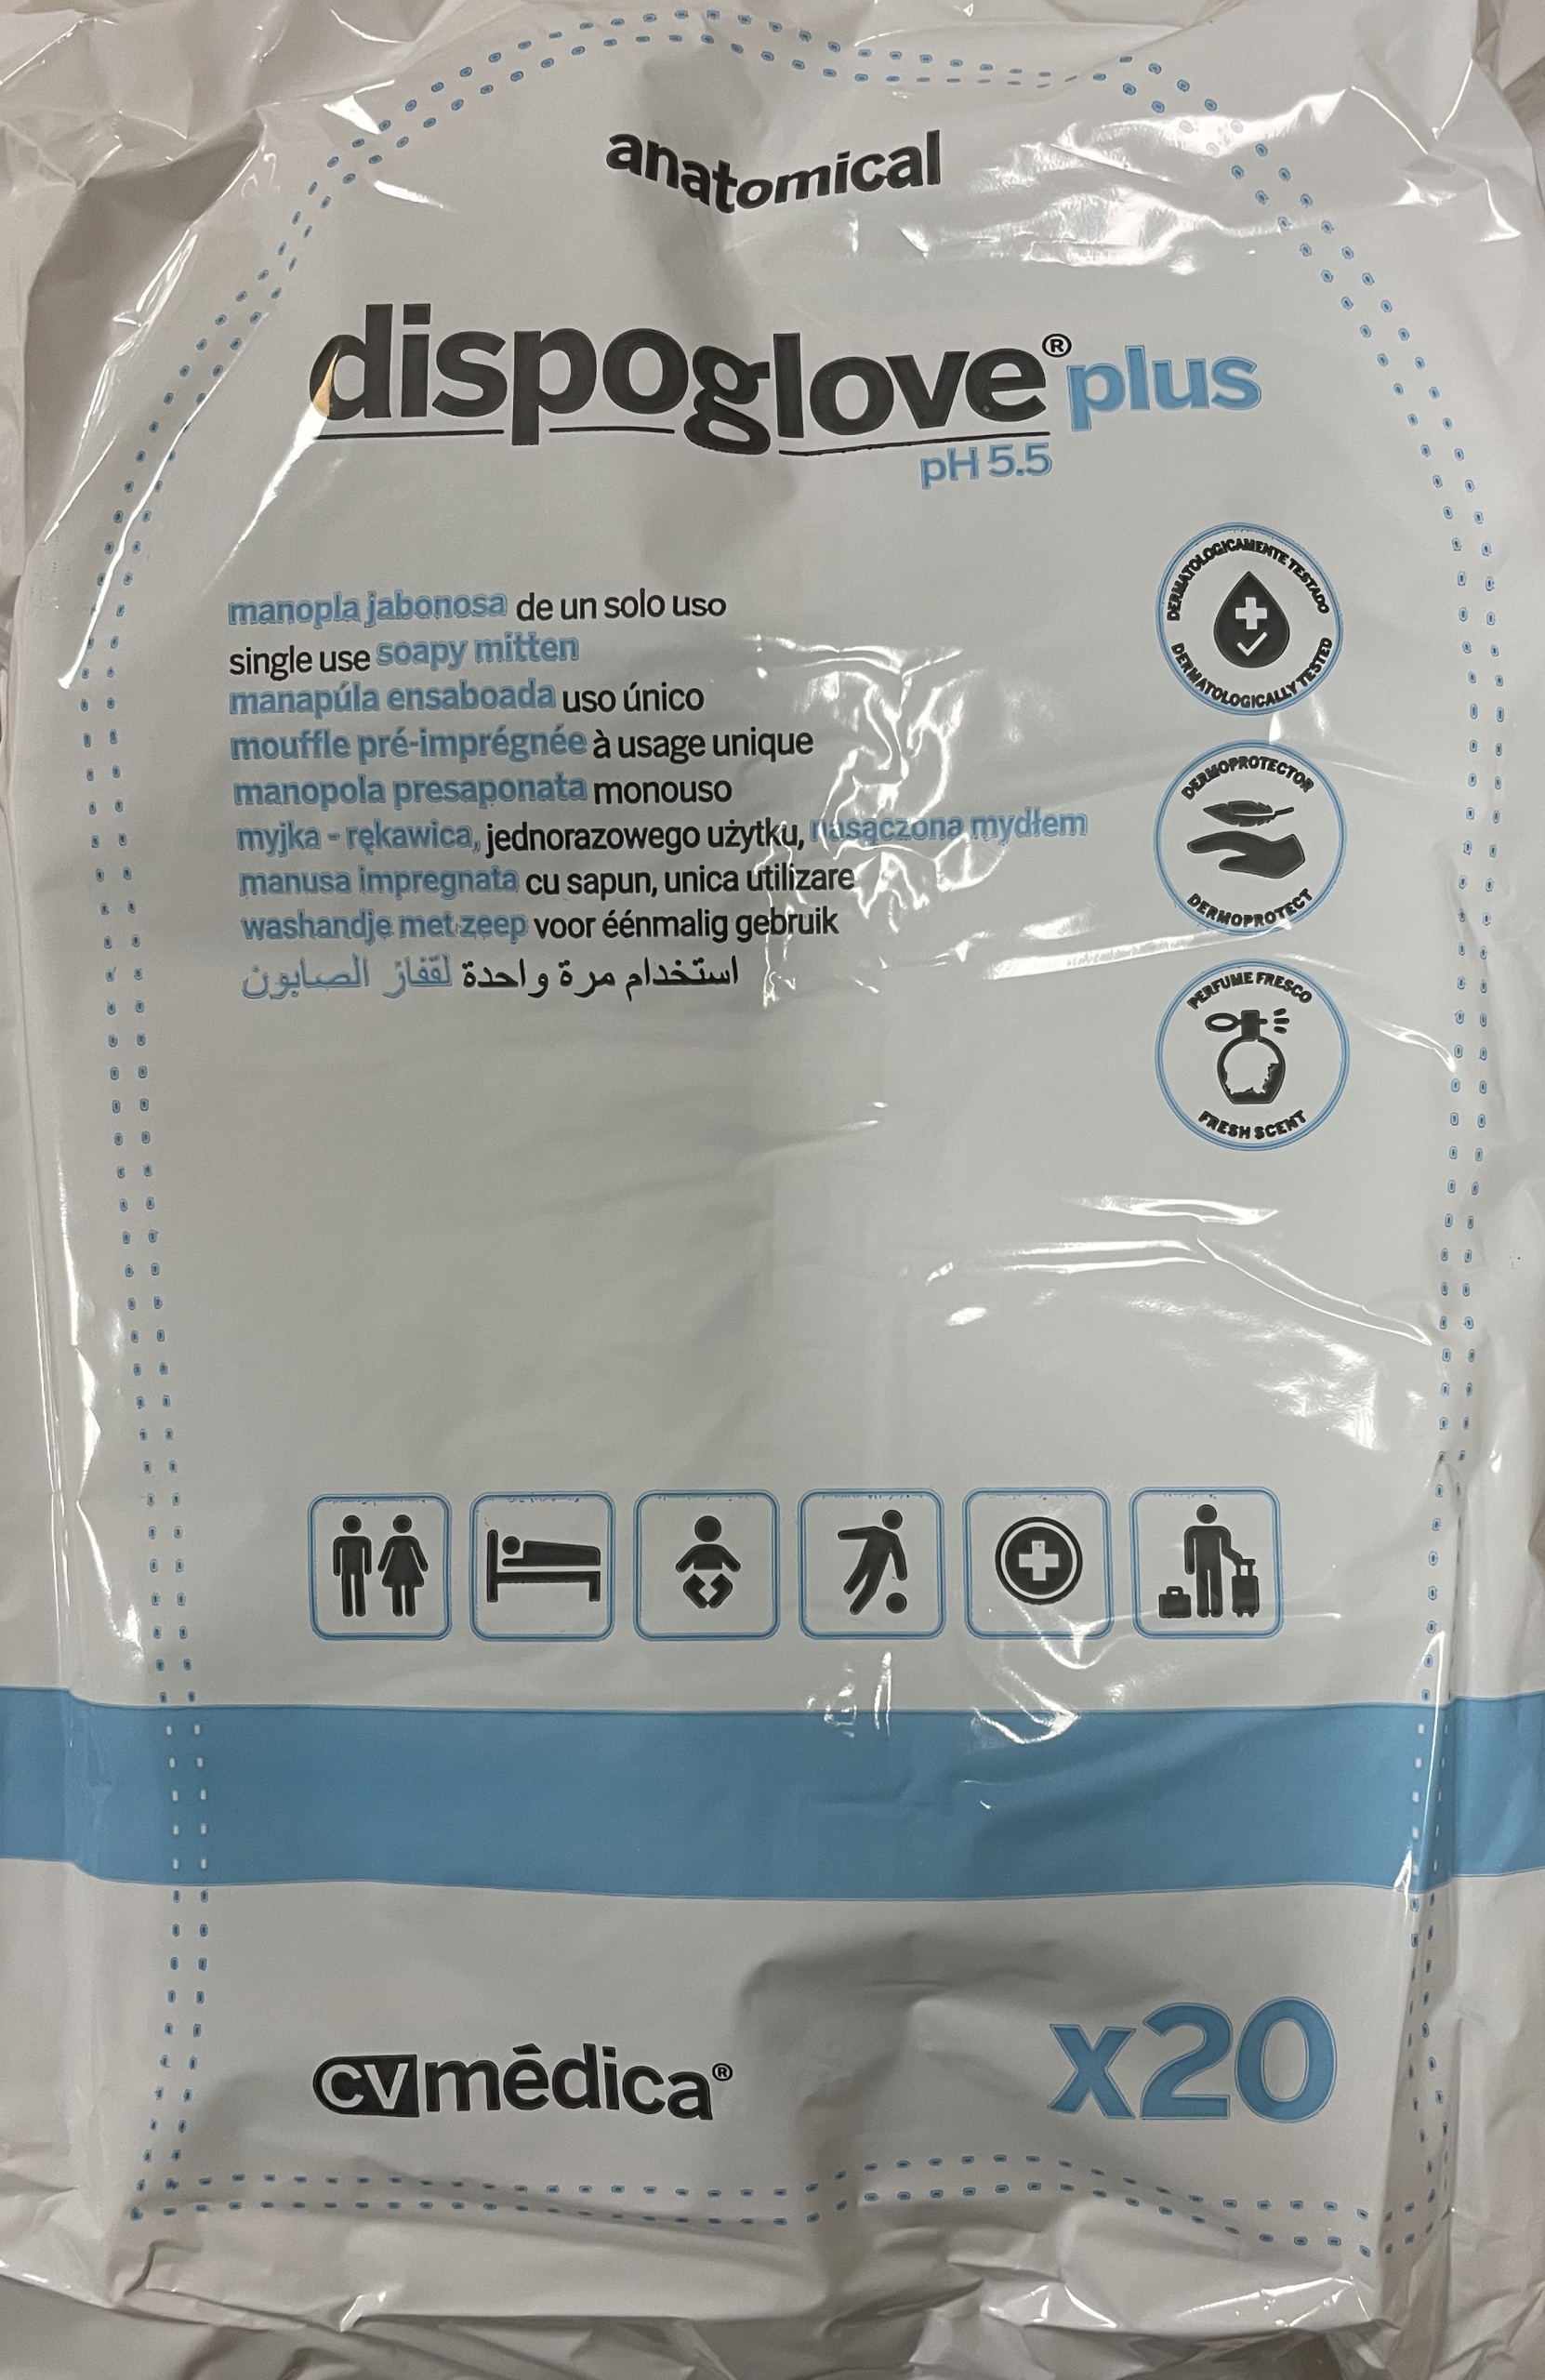 anatomical
dispoglove® plus
pH 5.5
manopla jabonosa de un solo uso
single use soapy mitten
manapúla ensaboada uso único
mouffle pré-imprégnée à usage unique
manopola presaponata monouso
myjka - rękawica, jednorazowego użytku, nasączona mydłem
manusa impregnata cu sapun, unica utilizare
washandje met zeep voor éénmalig gebruik
استخدام مرة واحدة لقفاز الصابون
DERMATOLOGICAMENTE TESTADO
DERMATOLOGICALLY TESTED
DERMOPROTECTOR
DERMOPROTECT
PERFUME FRESCO
FRESH SCENT
cvmédica®
x20